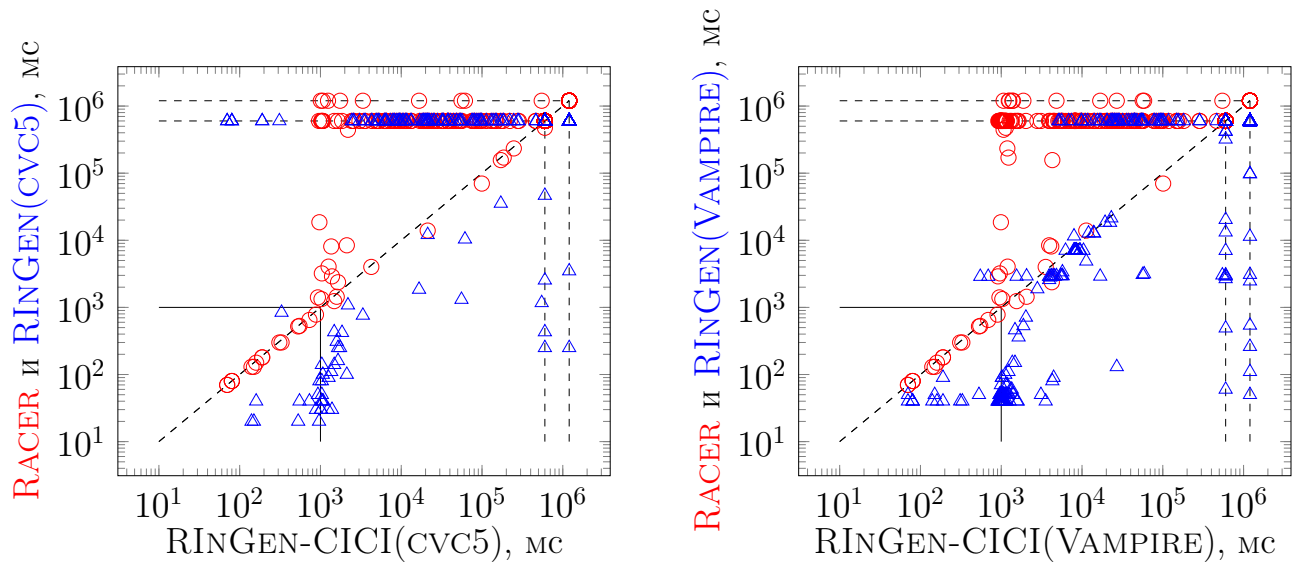 RACER и RINGEN(CVC5), мс
10^6
10^5
10^4
10^3
10^2
10^1
10^1 10^2 10^3 10^4 10^5 10^6
RINGEN-CICI(CVC5), мс
RACER и RINGEN(VAMPIRE), мс
10^6
10^5
10^4
10^3
10^2
10^1
10^1 10^2 10^3 10^4 10^5 10^6
RINGEN-CICI(VAMPIRE), мс